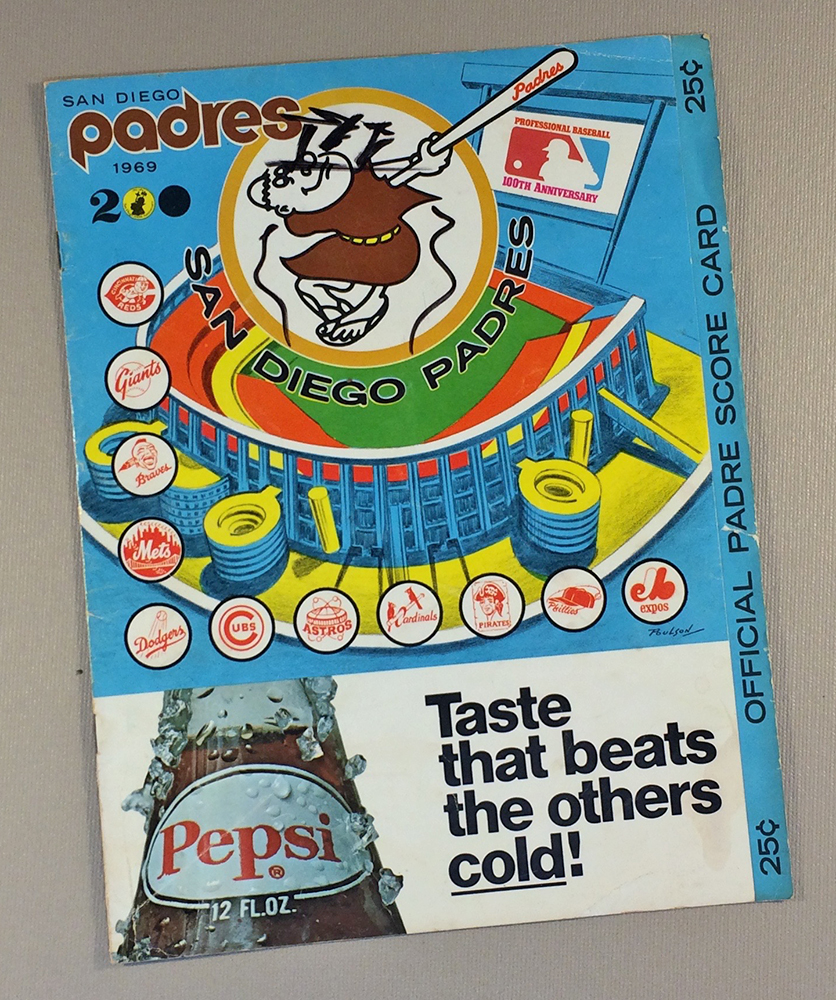 SAN DIEGO
padres
1969
200
Padres
PROFESSIONAL BASEBALL
100TH ANNIVERSARY
SAN DIEGO PADRES
CINCINNATI
REDS
Giants
Braves
Mets
Dodgers
CUBS
ASTROS
Cardinals
PIRATES
Phillies
expos
POULSON
25¢
OFFICIAL PADRE SCORE CARD
25¢
Pepsi
®
12 FL.OZ.
Taste
that beats
the others
cold!